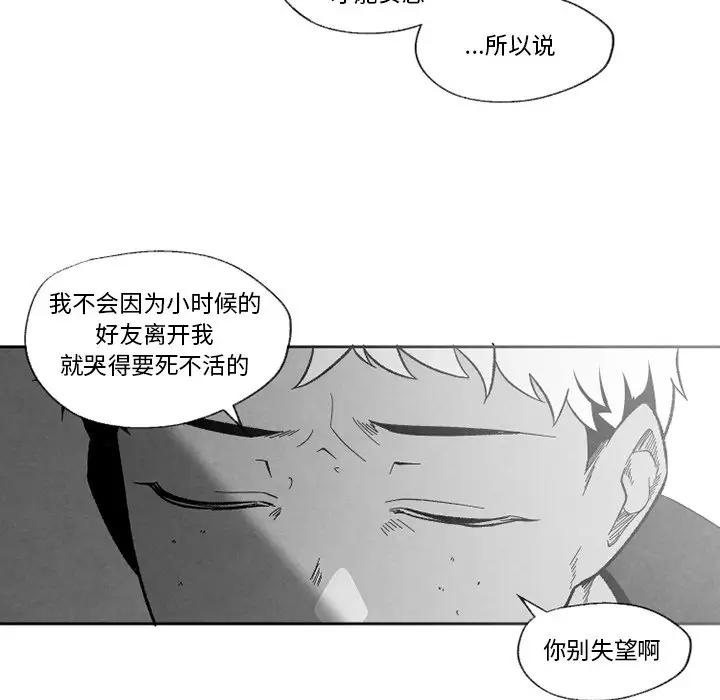 ...所以说
我不会因为小时候的
好友离开我
就哭得要死不活的
你别失望啊